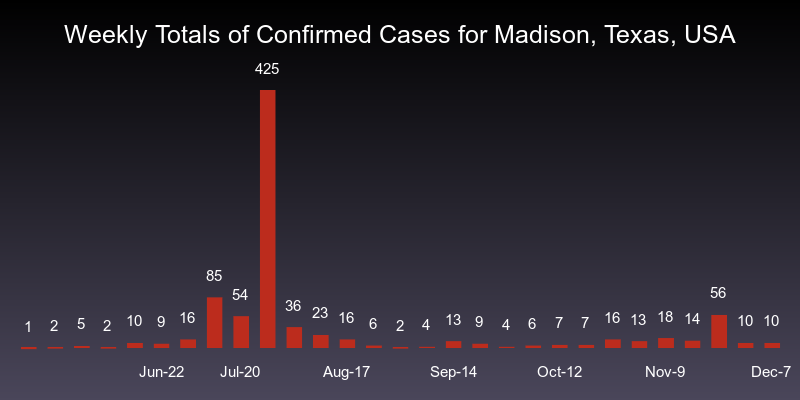 Weekly Totals of Confirmed Cases for Madison, Texas, USA
1 2 5 2 10 9 16 85 54 425 36 23 16 6 2 4 13 9 4 6 7 7 16 13 18 14 56 10 10
Jun-22 Jul-20 Aug-17 Sep-14 Oct-12 Nov-9 Dec-7